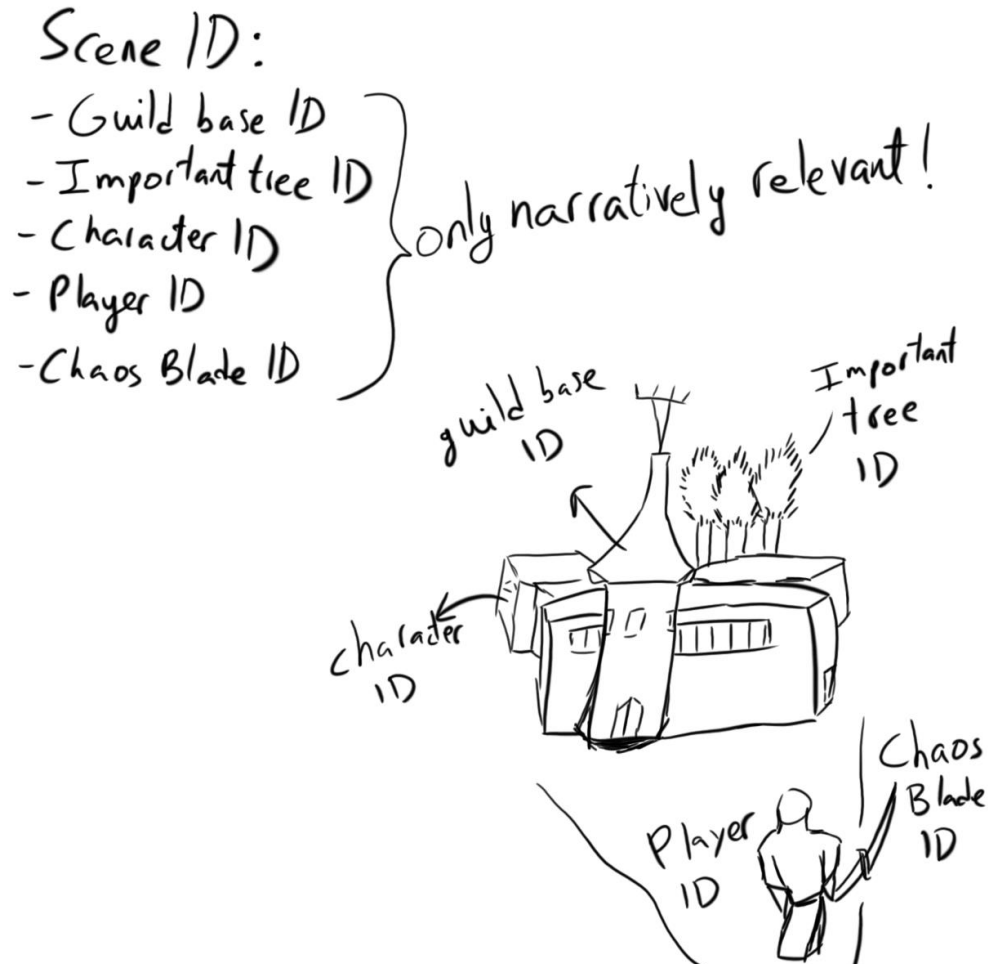 Scene ID:
- Guild base ID
- Important tree ID
- Character ID
- Player ID
- Chaos Blade ID
only narratively relevant!
guild base
ID
Important
tree
ID
character
ID
Chaos
Blade
ID
Player
ID